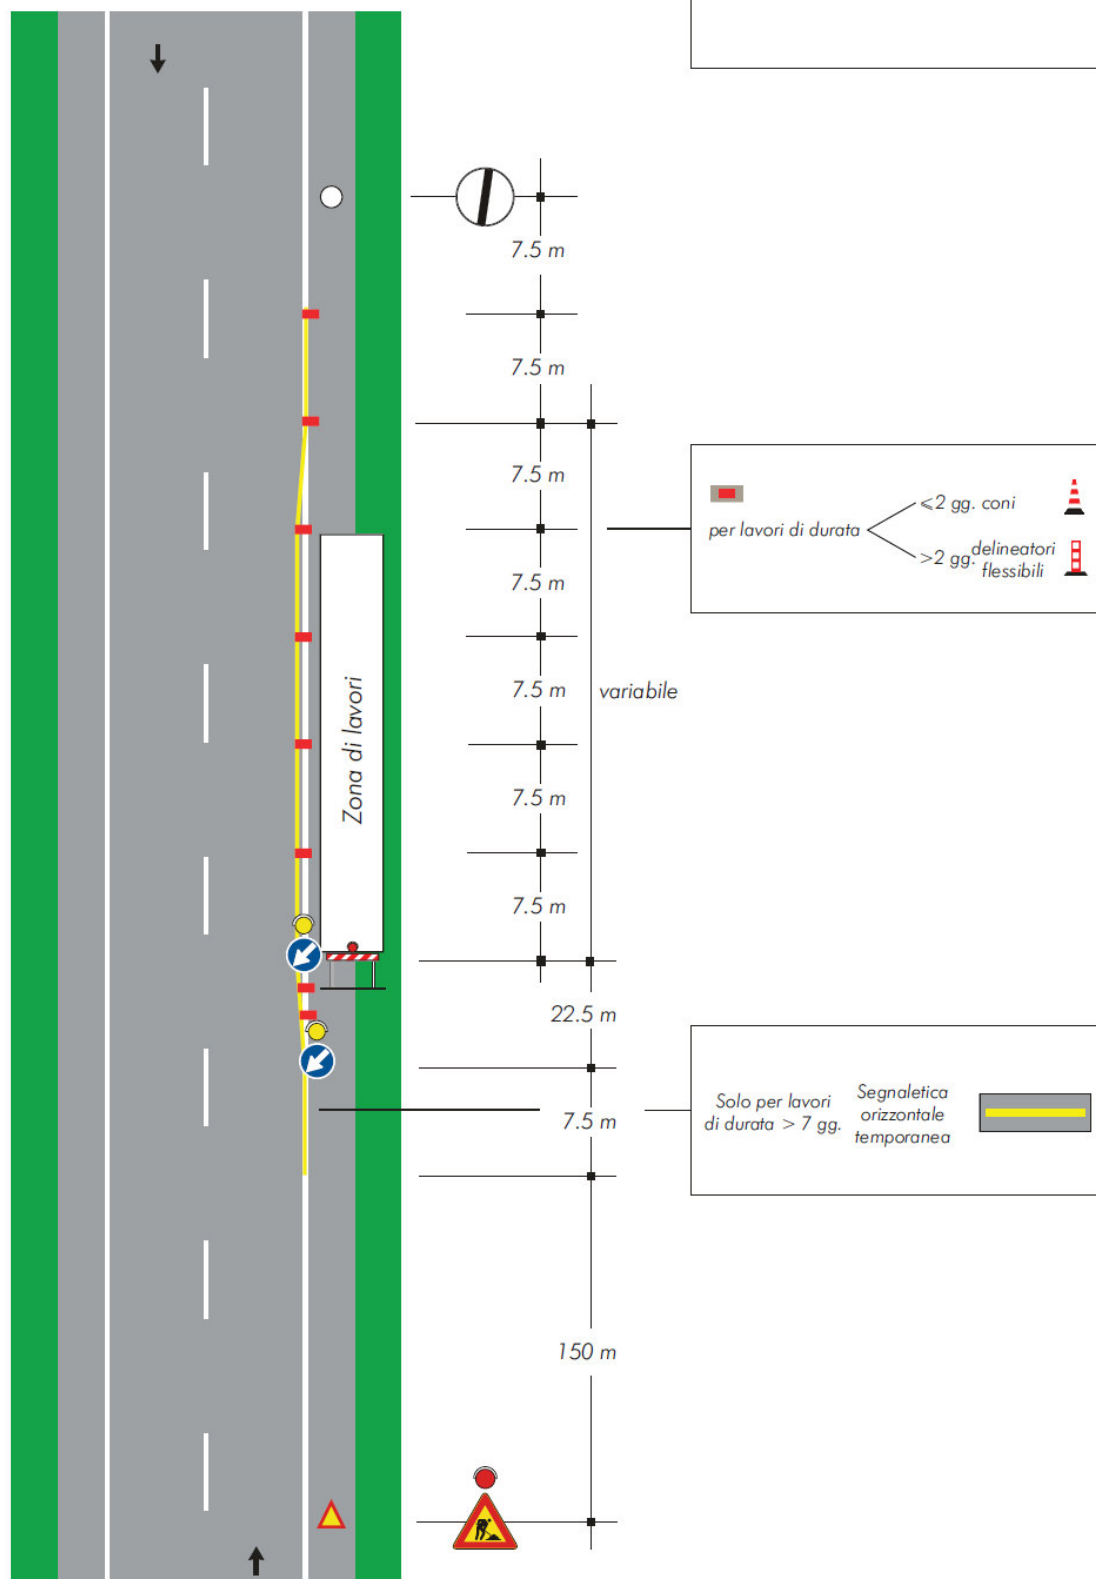 7.5 m
7.5 m
7.5 m
⩽2 gg. coni
per lavori di durata
>2 gg. delineatori
flessibili
7.5 m
Zona di lavori
7.5 m
variabile
7.5 m
7.5 m
22.5 m
7.5 m
Solo per lavori
di durata > 7 gg.
Segnaletica
orizzontale
temporanea
150 m